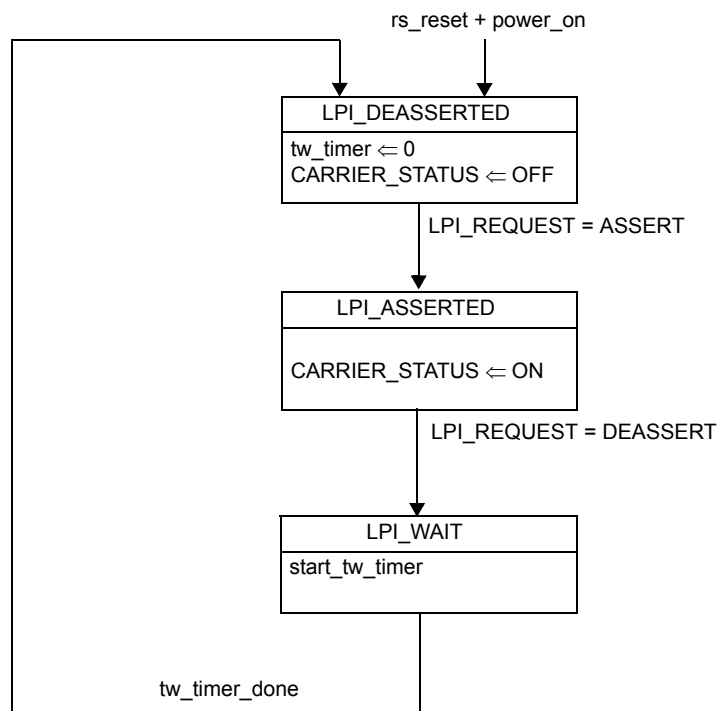 rs_reset + power_on
LPI_DEASSERTED
tw_timer ⇐ 0
CARRIER_STATUS ⇐ OFF
LPI_REQUEST = ASSERT
LPI_ASSERTED
CARRIER_STATUS ⇐ ON
LPI_REQUEST = DEASSERT
LPI_WAIT
start_tw_timer
tw_timer_done